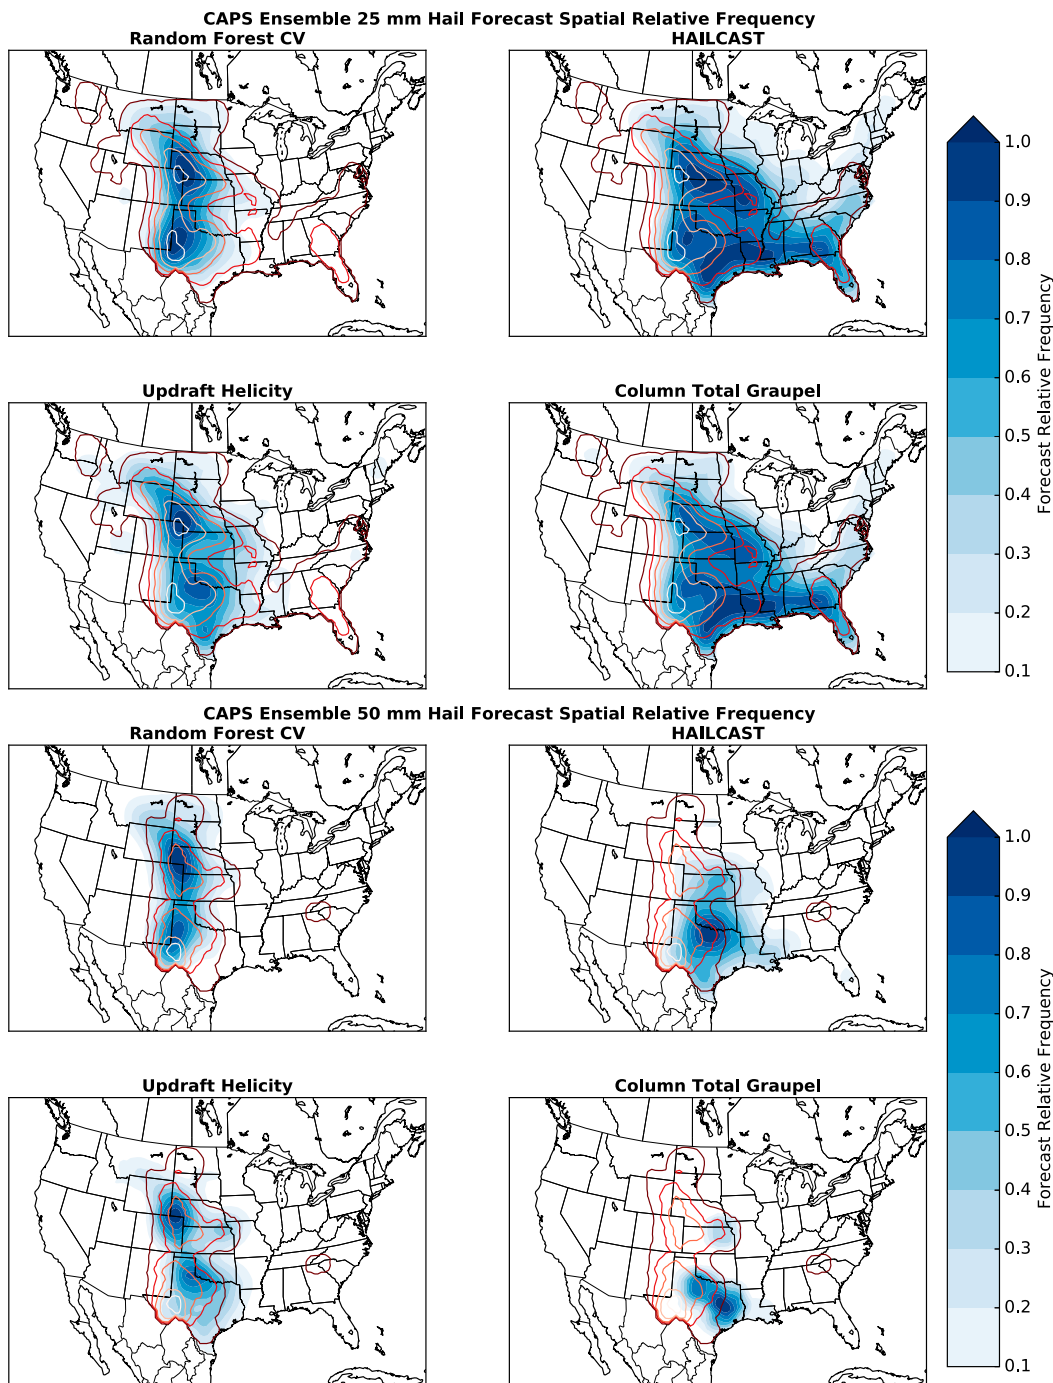 CAPS Ensemble 25 mm Hail Forecast Spatial Relative Frequency
Random Forest CV
HAILCAST
Updraft Helicity
Column Total Graupel
1.0
0.9
0.8
0.7
0.6
0.5
0.4
0.3
0.2
0.1
Forecast Relative Frequency
CAPS Ensemble 50 mm Hail Forecast Spatial Relative Frequency
Random Forest CV
HAILCAST
Updraft Helicity
Column Total Graupel
1.0
0.9
0.8
0.7
0.6
0.5
0.4
0.3
0.2
0.1
Forecast Relative Frequency